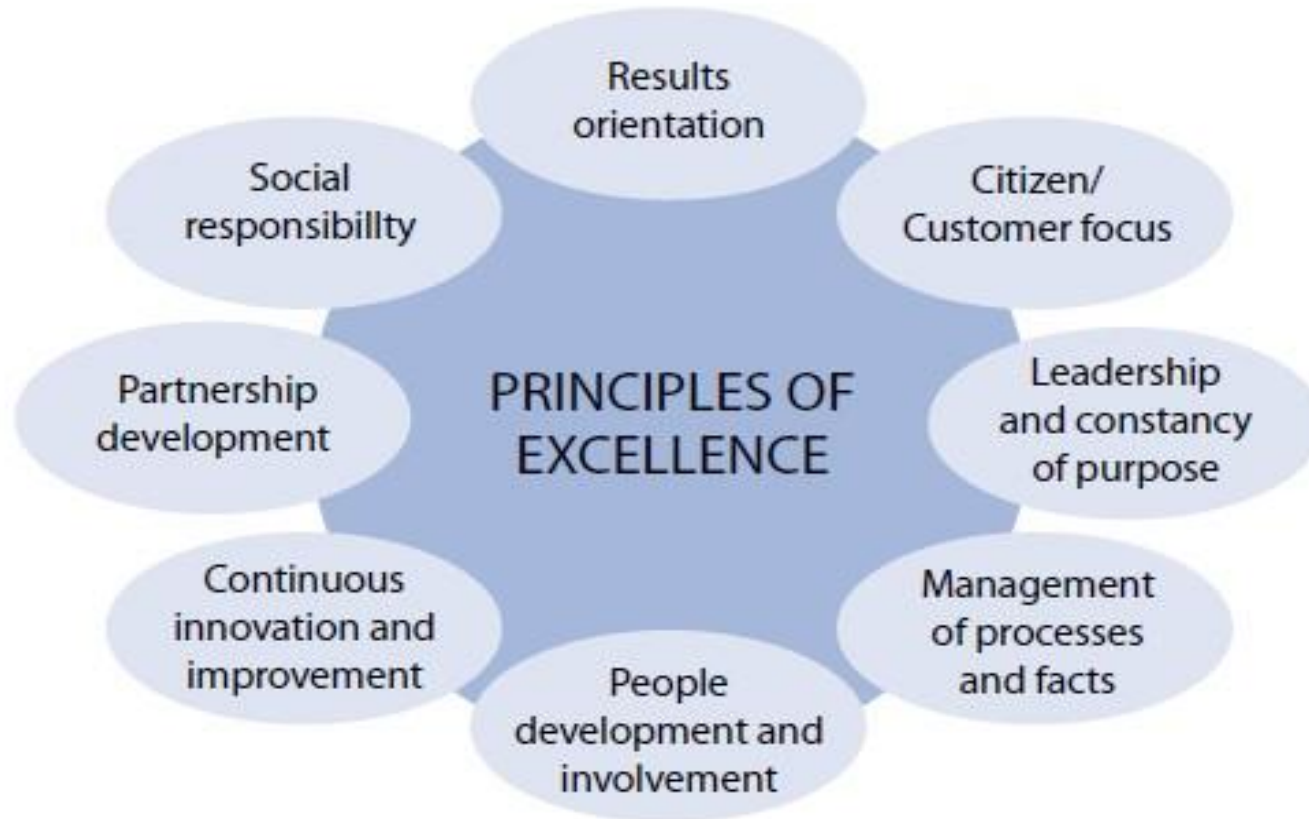 Results
orientation
Citizen/
Customer focus
Leadership
and constancy
of purpose
Management
of processes
and facts
People
development and
involvement
Continuous
innovation and
improvement
Partnership
development
Social
responsibillty
PRINCIPLES OF
EXCELLENCE